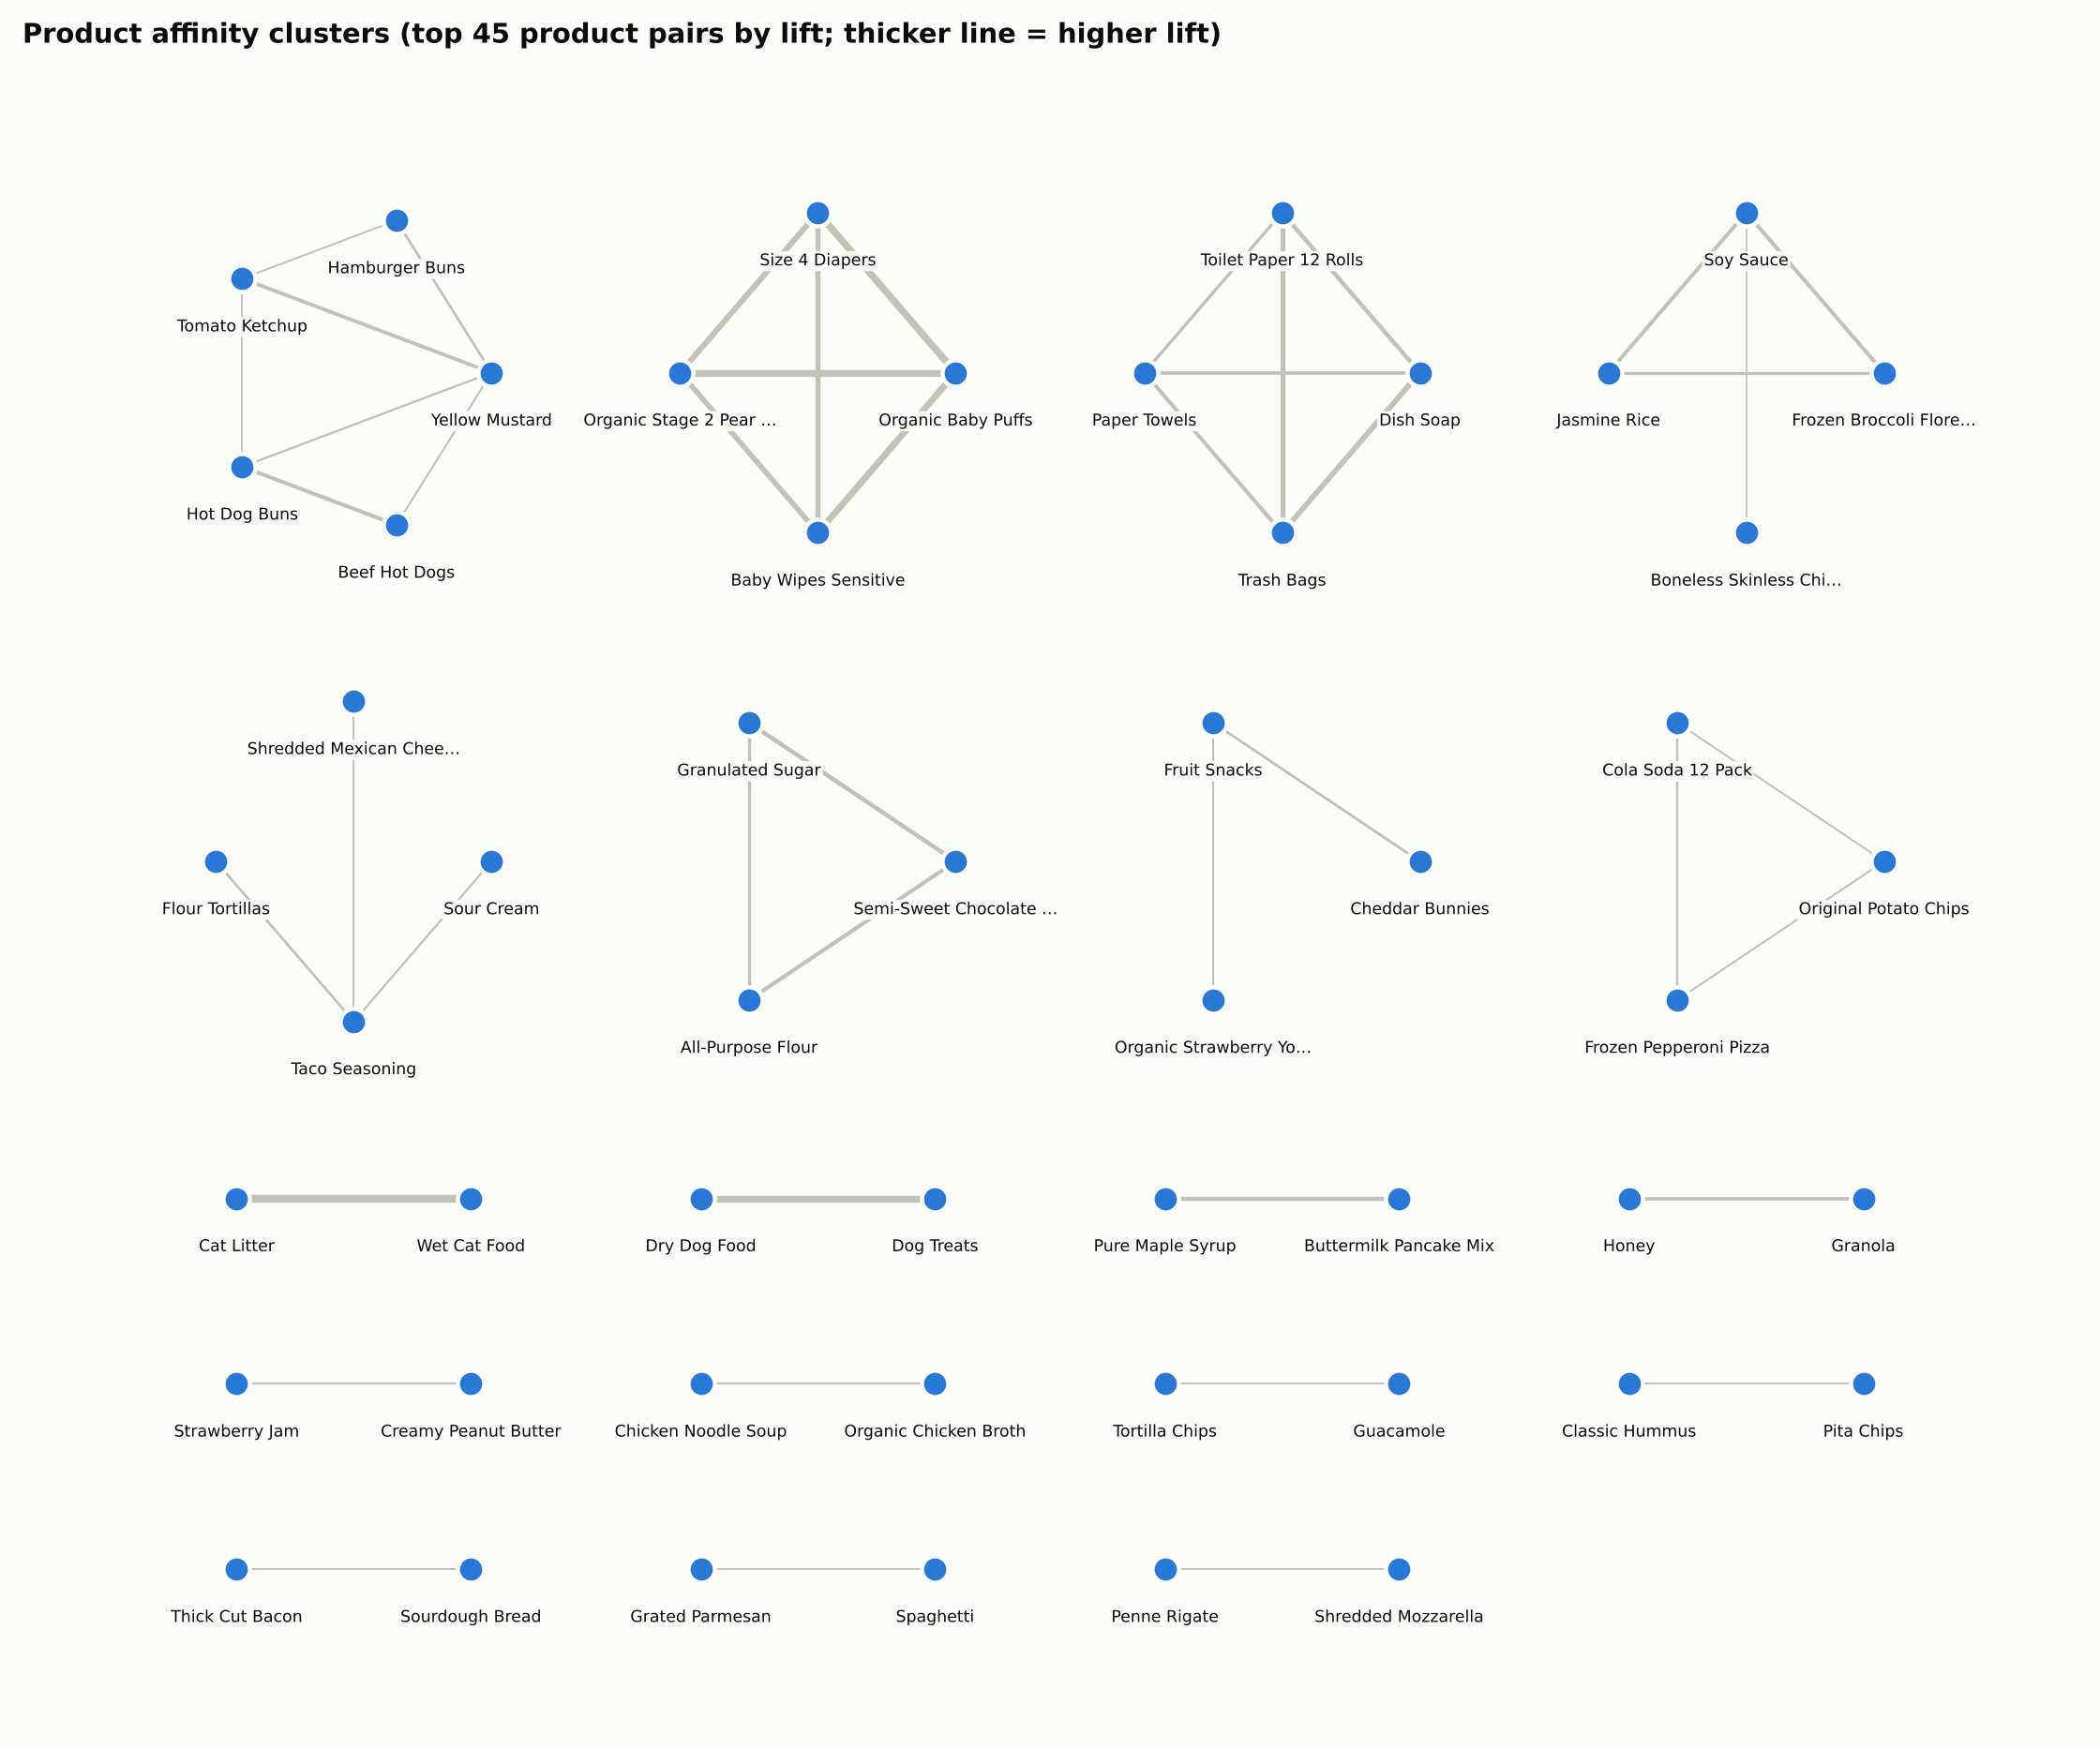 Product affinity clusters (top 45 product pairs by lift; thicker line = higher lift)
Hamburger Buns
Tomato Ketchup
Yellow Mustard
Hot Dog Buns
Beef Hot Dogs
Size 4 Diapers
Organic Stage 2 Pear …
Organic Baby Puffs
Baby Wipes Sensitive
Toilet Paper 12 Rolls
Paper Towels
Dish Soap
Trash Bags
Soy Sauce
Jasmine Rice
Frozen Broccoli Flore…
Boneless Skinless Chi…
Shredded Mexican Chee…
Flour Tortillas
Sour Cream
Taco Seasoning
Granulated Sugar
Semi-Sweet Chocolate …
All-Purpose Flour
Fruit Snacks
Cheddar Bunnies
Organic Strawberry Yo…
Cola Soda 12 Pack
Original Potato Chips
Frozen Pepperoni Pizza
Cat Litter
Wet Cat Food
Dry Dog Food
Dog Treats
Pure Maple Syrup
Buttermilk Pancake Mix
Honey
Granola
Strawberry Jam
Creamy Peanut Butter
Chicken Noodle Soup
Organic Chicken Broth
Tortilla Chips
Guacamole
Classic Hummus
Pita Chips
Thick Cut Bacon
Sourdough Bread
Grated Parmesan
Spaghetti
Penne Rigate
Shredded Mozzarella